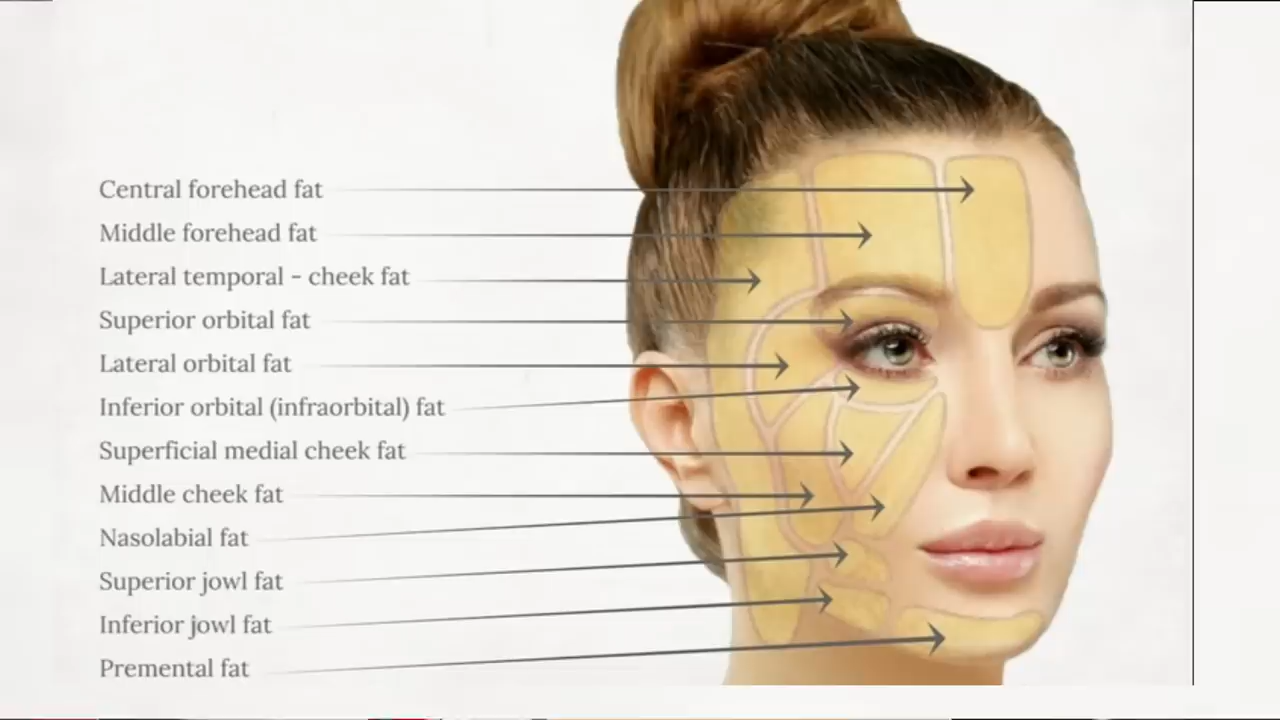 Central forehead fat
Middle forehead fat
Lateral temporal - cheek fat
Superior orbital fat
Lateral orbital fat
Inferior orbital (infraorbital) fat
Superficial medial cheek fat
Middle cheek fat
Nasolabial fat
Superior jowl fat
Inferior jowl fat
Premental fat